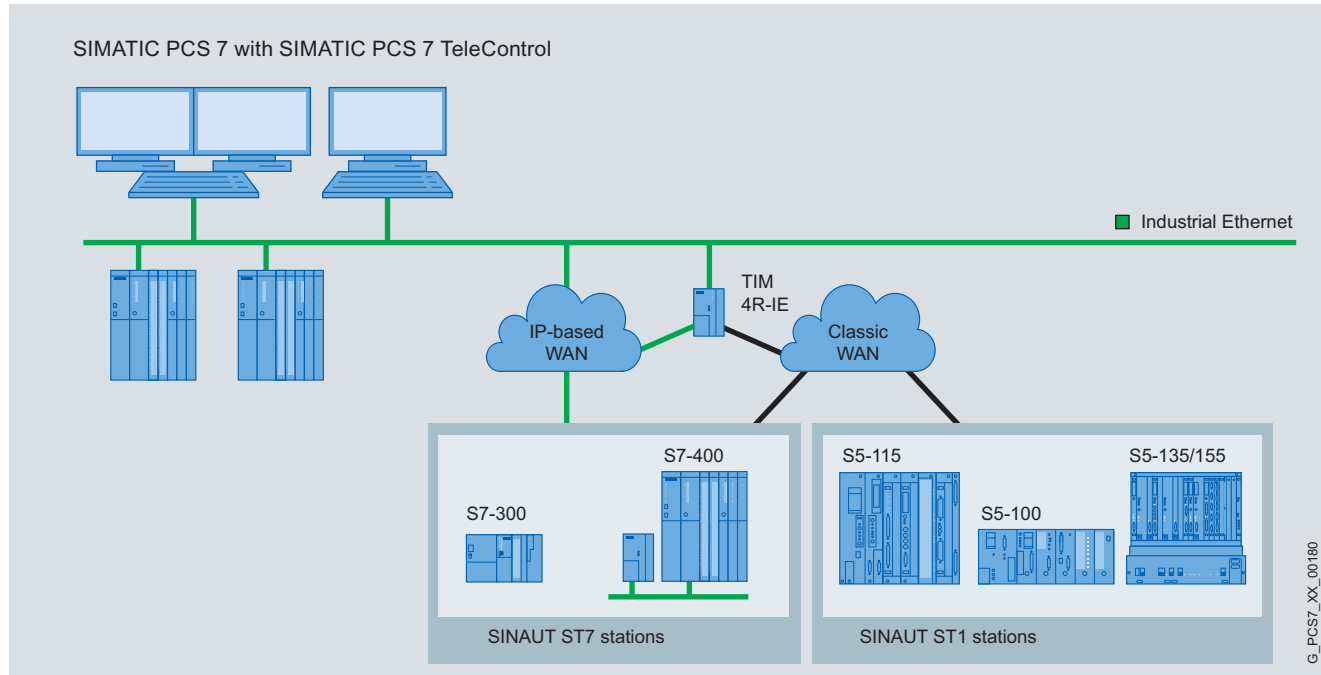 SIMATIC PCS 7 with SIMATIC PCS 7 TeleControl
Industrial Ethernet
TIM
4R-IE
IP-based
WAN
Classic
WAN
S7-400
S7-300
SINAUT ST7 stations
S5-115
S5-135/155
S5-100
SINAUT ST1 stations
G_PCS7_XX_00180